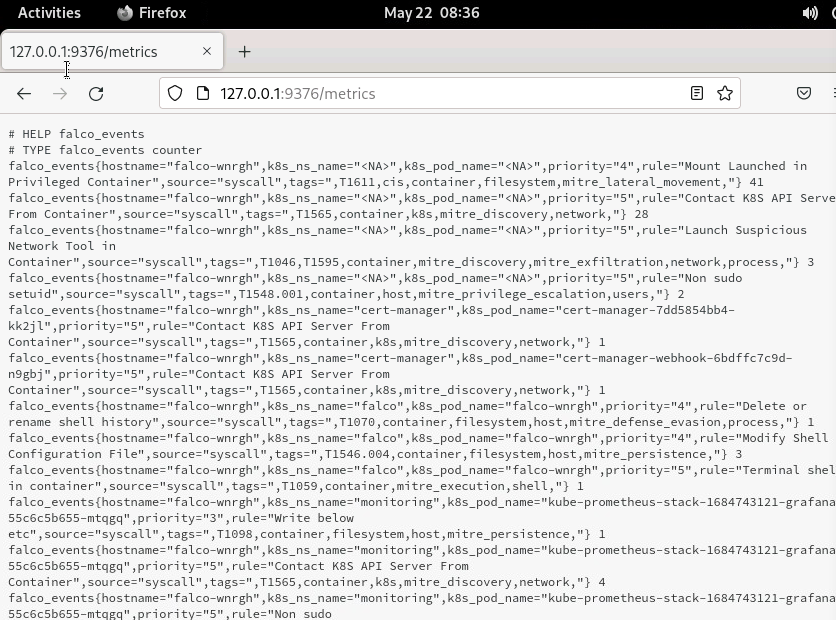 Activities Firefox May 22 08:36
127.0.0.1:9376/metrics
127.0.0.1:9376/metrics
# HELP falco_events
# TYPE falco_events counter
falco_events{hostname="falco-wnrgh",k8s_ns_name="<NA>",k8s_pod_name="<NA>",priority="4",rule="Mount Launched in
Privileged Container",source="syscall",tags=",T1611,cis,container,filesystem,mitre_lateral_movement,"} 41
falco_events{hostname="falco-wnrgh",k8s_ns_name="<NA>",k8s_pod_name="<NA>",priority="5",rule="Contact K8S API Serve
From Container",source="syscall",tags=",T1565,container,k8s,mitre_discovery,network,"} 28
falco_events{hostname="falco-wnrgh",k8s_ns_name="<NA>",k8s_pod_name="<NA>",priority="5",rule="Launch Suspicious
Network Tool in
Container",source="syscall",tags=",T1046,T1595,container,mitre_discovery,mitre_exfiltration,network,process,"} 3
falco_events{hostname="falco-wnrgh",k8s_ns_name="<NA>",k8s_pod_name="<NA>",priority="5",rule="Non sudo
setuid",source="syscall",tags=",T1548.001,container,host,mitre_privilege_escalation,users,"} 2
falco_events{hostname="falco-wnrgh",k8s_ns_name="cert-manager",k8s_pod_name="cert-manager-7dd5854bb4-
kk2jl",priority="5",rule="Contact K8S API Server From
Container",source="syscall",tags=",T1565,container,k8s,mitre_discovery,network,"} 1
falco_events{hostname="falco-wnrgh",k8s_ns_name="cert-manager",k8s_pod_name="cert-manager-webhook-6bdffc7c9d-
n9gbj",priority="5",rule="Contact K8S API Server From
Container",source="syscall",tags=",T1565,container,k8s,mitre_discovery,network,"} 1
falco_events{hostname="falco-wnrgh",k8s_ns_name="falco",k8s_pod_name="falco-wnrgh",priority="4",rule="Delete or
rename shell history",source="syscall",tags=",T1070,container,filesystem,host,mitre_defense_evasion,process,"} 1
falco_events{hostname="falco-wnrgh",k8s_ns_name="falco",k8s_pod_name="falco-wnrgh",priority="4",rule="Modify Shell
Configuration File",source="syscall",tags=",T1546.004,container,filesystem,host,mitre_persistence,"} 3
falco_events{hostname="falco-wnrgh",k8s_ns_name="falco",k8s_pod_name="falco-wnrgh",priority="5",rule="Terminal shel
in container",source="syscall",tags=",T1059,container,mitre_execution,shell,"} 1
falco_events{hostname="falco-wnrgh",k8s_ns_name="monitoring",k8s_pod_name="kube-prometheus-stack-1684743121-grafana
55c6c5b655-mtqgq",priority="3",rule="Write below
etc",source="syscall",tags=",T1098,container,filesystem,host,mitre_persistence,"} 1
falco_events{hostname="falco-wnrgh",k8s_ns_name="monitoring",k8s_pod_name="kube-prometheus-stack-1684743121-grafana
55c6c5b655-mtqgq",priority="5",rule="Contact K8S API Server From
Container",source="syscall",tags=",T1565,container,k8s,mitre_discovery,network,"} 4
falco_events{hostname="falco-wnrgh",k8s_ns_name="monitoring",k8s_pod_name="kube-prometheus-stack-1684743121-grafana
55c6c5b655-mtqgq",priority="5",rule="Non sudo